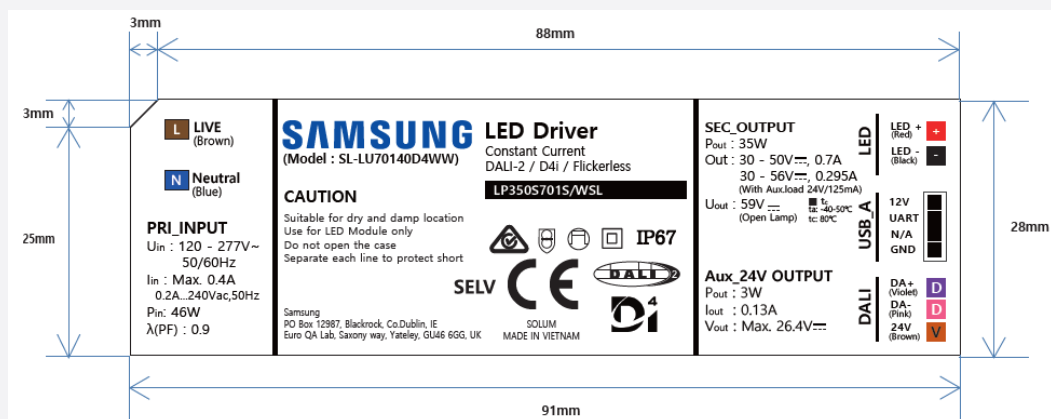 3mm
88mm
3mm
25mm
28mm
91mm
L LIVE
(Brown)
N Neutral
(Blue)
PRI_INPUT
Uin : 120 - 277V~
50/60Hz
Iin : Max. 0.4A
0.2A...240Vac,50Hz
Pin: 46W
λ(PF) : 0.9
SAMSUNG
(Model : SL-LU70140D4WW)
LED Driver
Constant Current
DALI-2 / D4i / Flickerless
LP350S701S/WSL
CAUTION
Suitable for dry and damp location
Use for LED Module only
Do not open the case
Separate each line to protect short
IP67
SELV
CE
DALI 2
D4i
Samsung
PO Box 12987, Blackrock, Co.Dublin, IE
Euro QA Lab, Saxony way, Yateley, GU46 6GG, UK
SOLUM
MADE IN VIETNAM
SEC_OUTPUT
Pout : 35W
Out : 30 - 50V⎓, 0.7A
30 - 56V⎓, 0.295A
(With Aux.load 24V/125mA)
Uout : 59V⎓
(Open Lamp)
tc
ta: -40-50℃
tc: 80℃
Aux_24V OUTPUT
Pout : 3W
Iout : 0.13A
Vout : Max. 26.4V⎓
LED
LED +
(Red)
+
LED -
(Black)
-
USB_A
12V
UART
N/A
GND
DALI
DA+
(Violet)
D
DA-
(Pink)
D
24V
(Brown)
V